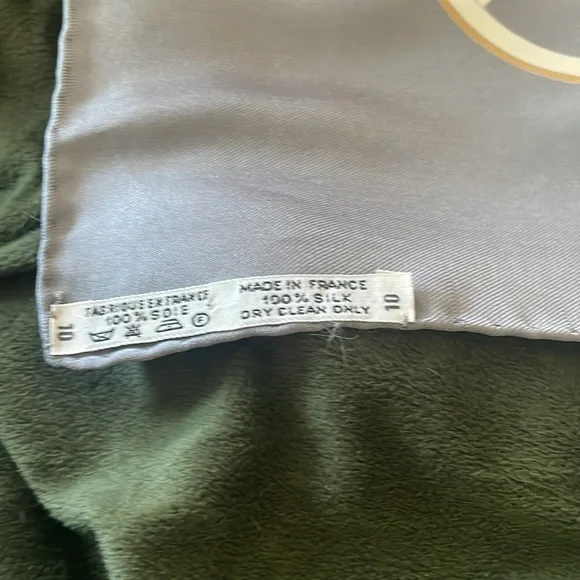 10
FABRIQUE EN FRANCE
100% SOIE
F
MADE IN FRANCE
100% SILK
DRY CLEAN ONLY
10